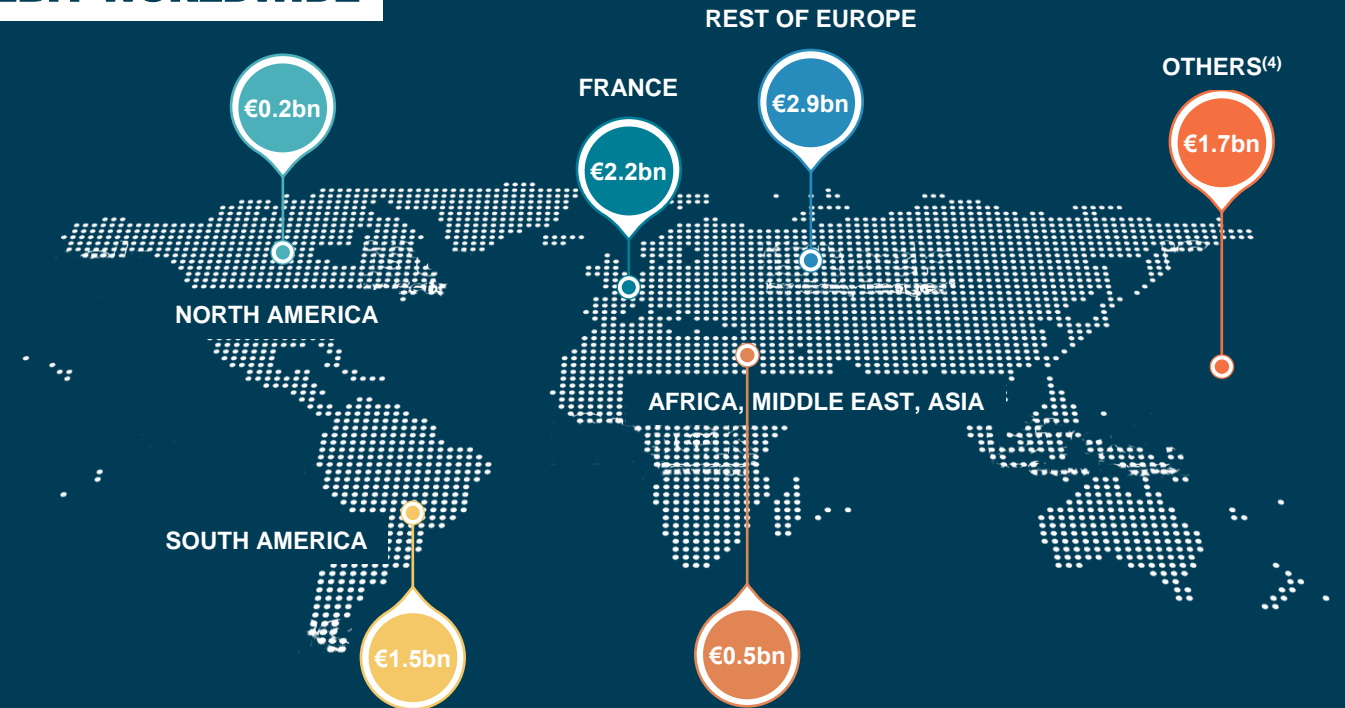 REST OF EUROPE
OTHERS(4)
FRANCE
€0.2bn
€2.9bn
€1.7bn
€2.2bn
NORTH AMERICA
AFRICA, MIDDLE EAST, ASIA
SOUTH AMERICA
€1.5bn
€0.5bn